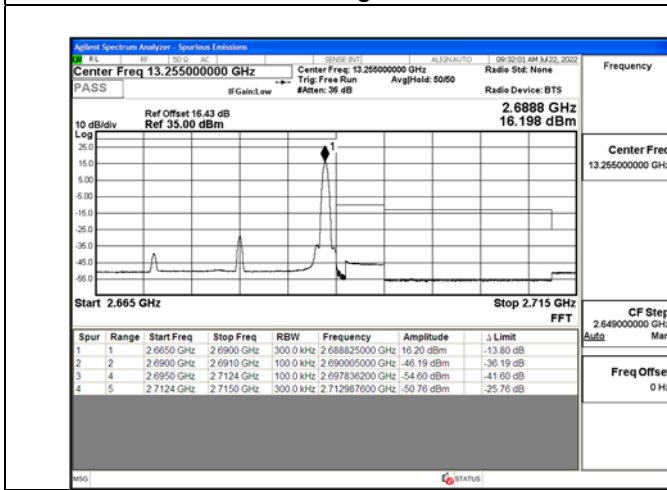 Agilent Spectrum Analyzer - Spurious Emissions
RL RF 50 Ω AC SENSE:INT ALIGNAUTO 09:32:01 AM Jul 22, 2022
Center Freq 13.255000000 GHz
Center Freq: 13.255000000 GHz
Radio Std: None
Trig: Free Run Avg|Hold: 50/50
PASS
IFGain:Low #Atten: 36 dB
Radio Device: BTS
Frequency
2.6888 GHz
16.198 dBm
Ref Offset 16.43 dB
10 dB/div Ref 35.00 dBm
Log
25.0
15.0
5.00
-5.00
-15.0
-25.0
-35.0
-45.0
-55.0
1
Center Freq
13.255000000 GHz
Start 2.665 GHz Stop 2.715 GHz
FFT
CF Step
2.649000000 GHz
Auto Man
Freq Offset
0 Hz
Spur Range Start Freq Stop Freq RBW Frequency Amplitude Δ Limit
1 1 2.6650 GHz 2.6900 GHz 300.0 kHz 2.688825000 GHz 16.20 dBm -13.80 dB
2 2 2.6900 GHz 2.6910 GHz 100.0 kHz 2.690005000 GHz -46.19 dBm -36.19 dB
3 4 2.6950 GHz 2.7124 GHz 100.0 kHz 2.697836200 GHz -54.60 dBm -41.60 dB
4 5 2.7124 GHz 2.7150 GHz 300.0 kHz 2.712987600 GHz -50.76 dBm -25.76 dB
MSG STATUS